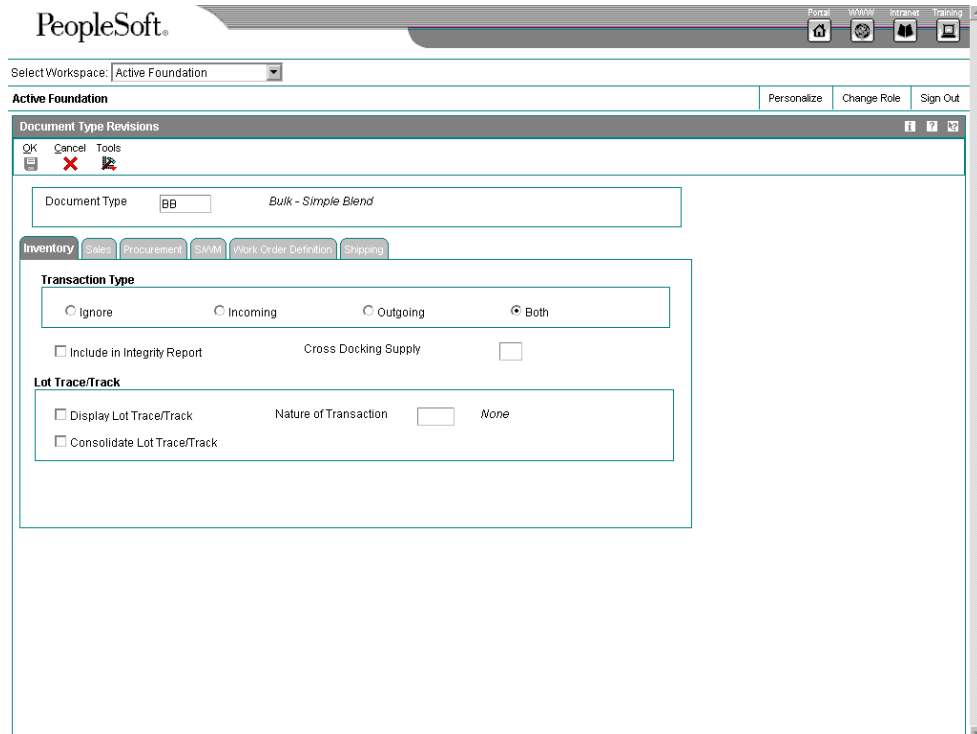 Portal WWW Intranet Training
PeopleSoft.
Select Workspace: Active Foundation
Active Foundation Personalize Change Role Sign Out
Document Type Revisions
OK Cancel Tools
Document Type BB Bulk - Simple Blend
Inventory Sales Procurement S/WM Work Order Definition Shipping
Transaction Type
Ignore Incoming Outgoing Both
Include in Integrity Report Cross Docking Supply
Lot Trace/Track
Display Lot Trace/Track Nature of Transaction None
Consolidate Lot Trace/Track